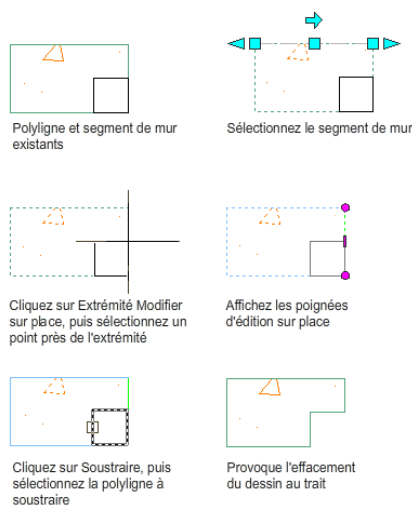 Polyligne et segment de mur
existants
Sélectionnez le segment de mur
Cliquez sur Extrémité Modifier
sur place, puis sélectionnez un
point près de l'extrémité
Affichez les poignées
d'édition sur place
Cliquez sur Soustraire, puis
sélectionnez la polyligne à
soustraire
Provoque l'effacement
du dessin au trait